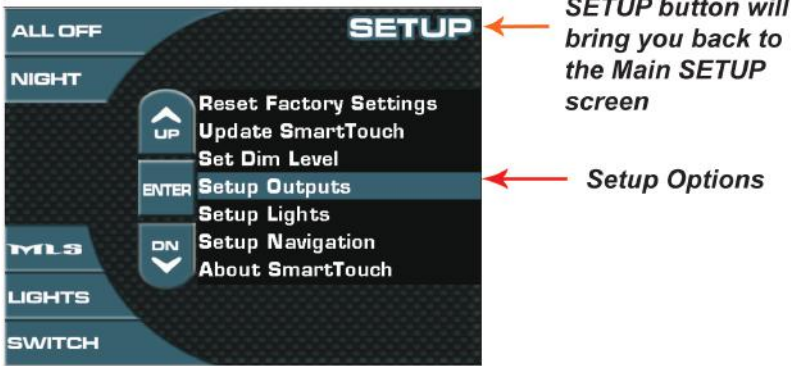 ALL OFF
NIGHT
SETUP
SETUP button will
bring you back to
the Main SETUP
screen
UP
ENTER
DN
Reset Factory Settings
Update SmartTouch
Set Dim Level
Setup Outputs
Setup Lights
Setup Navigation
About SmartTouch
Setup Options
MLS
LIGHTS
SWITCH